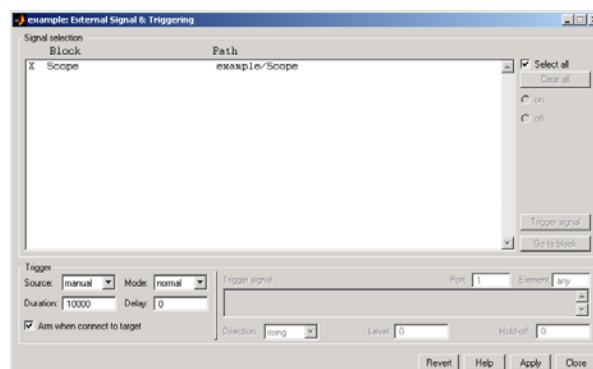 example: External Signal & Triggering
Signal selection
Block Path
X Scope example/Scope
Select all
Clear all
on
off
Trigger signal
Go to block
Trigger
Source: manual Mode: normal
Duration: 10000 Delay: 0
Arm when connect to target
Trigger signal Port: 1 Element: any
Direction: rising Level: 0 Hold-off: 0
Revert Help Apply Close